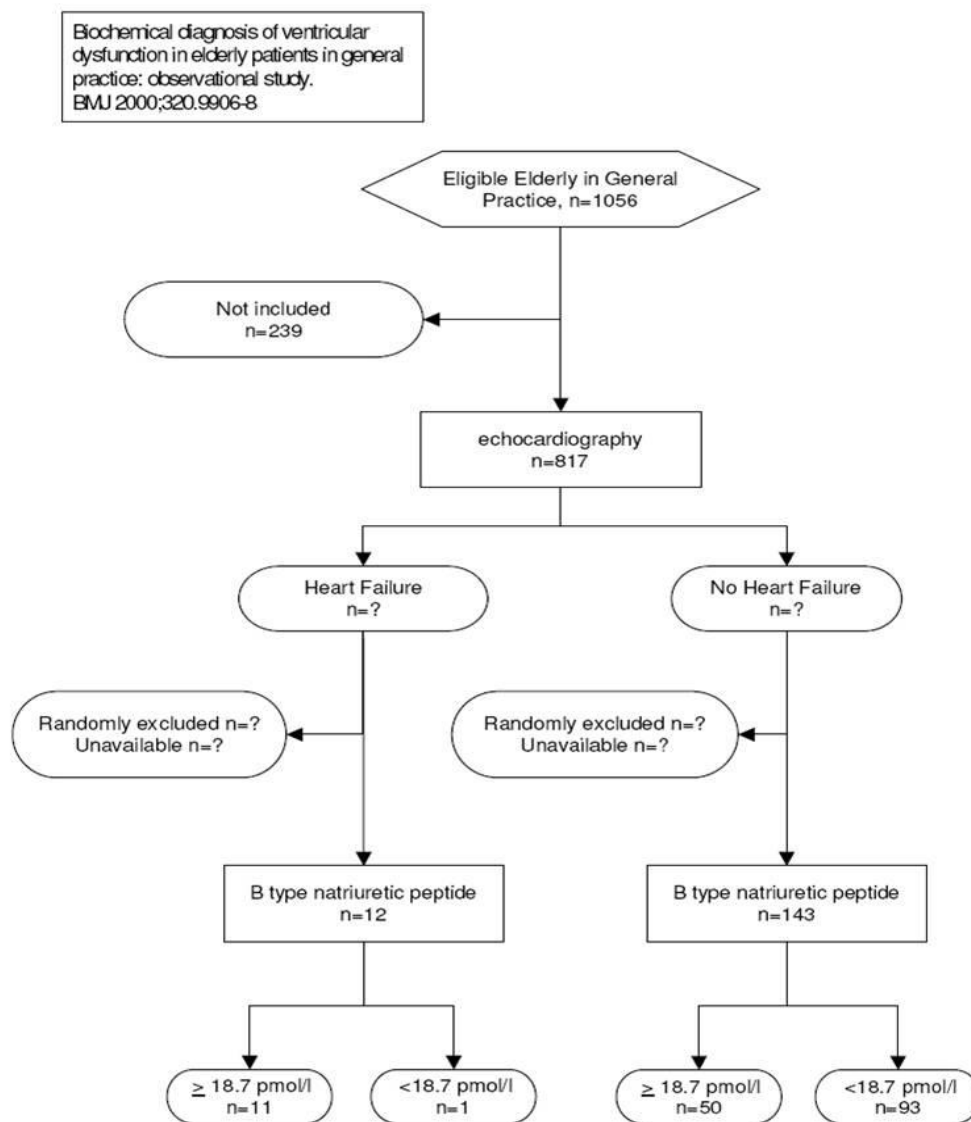 Biochemical diagnosis of ventricular
dysfunction in elderly patients in general
practice: observational study.
BMJ 2000;320.9906-8
Eligible Elderly in General
Practice, n=1056
Not included
n=239
echocardiography
n=817
Heart Failure
n=?
No Heart Failure
n=?
Randomly excluded n=?
Unavailable n=?
Randomly excluded n=?
Unavailable n=?
B type natriuretic peptide
n=12
B type natriuretic peptide
n=143
≥ 18.7 pmol/l
n=11
<18.7 pmol/l
n=1
≥ 18.7 pmol/l
n=50
<18.7 pmol/l
n=93